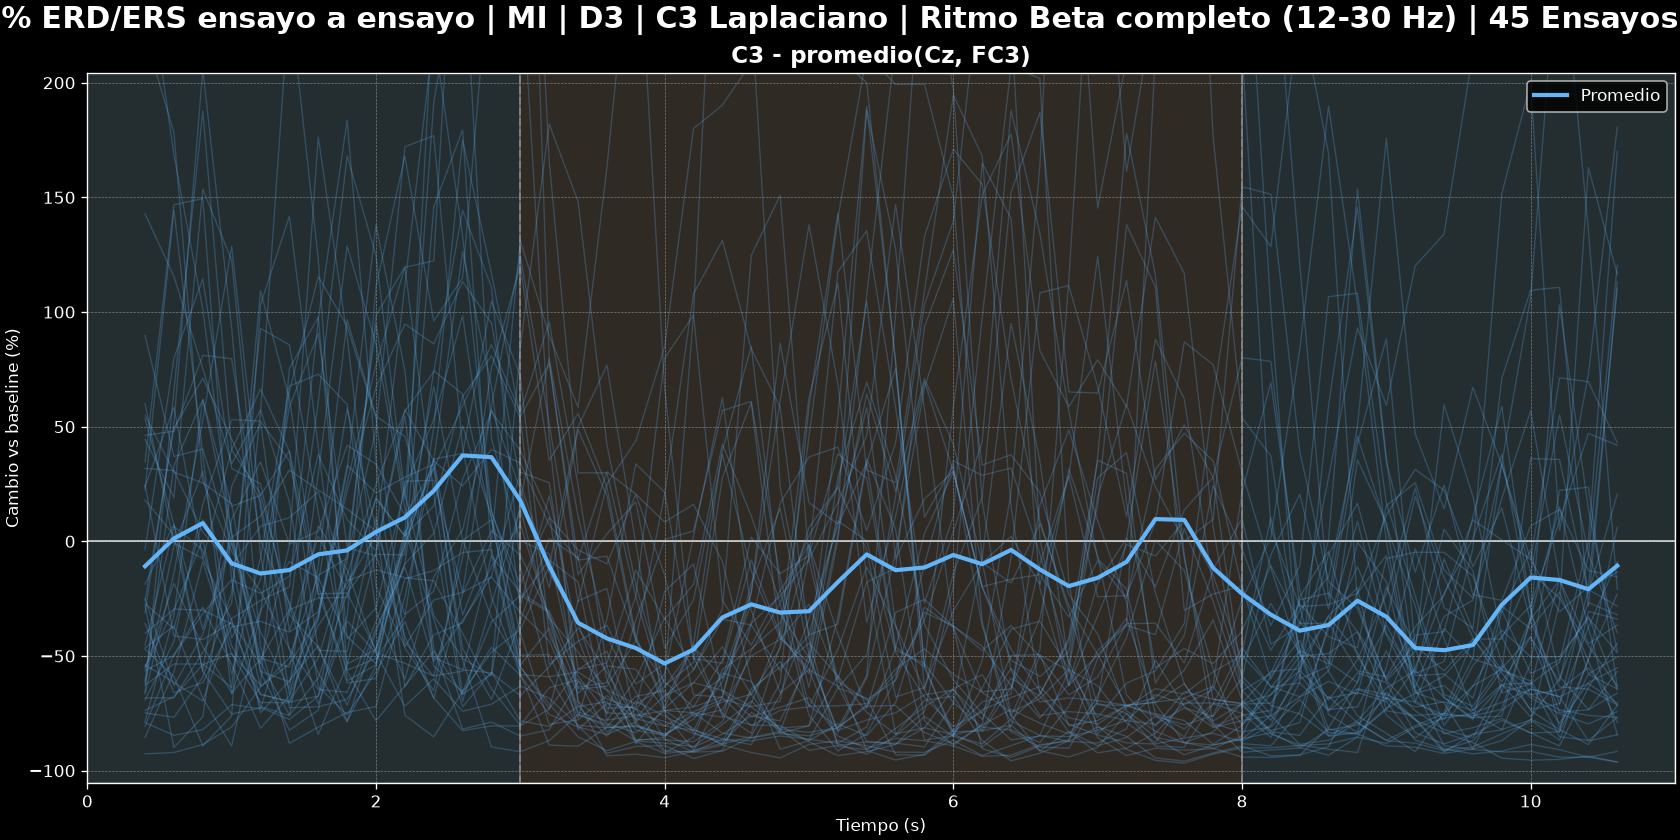 % ERD/ERS ensayo a ensayo | MI | D3 | C3 Laplaciano | Ritmo Beta completo (12-30 Hz) | 45 Ensayos
C3 - promedio(Cz, FC3)
Promedio
Cambio vs baseline (%)
200
150
100
50
0
−50
−100
0
2
4
6
8
10
Tiempo (s)